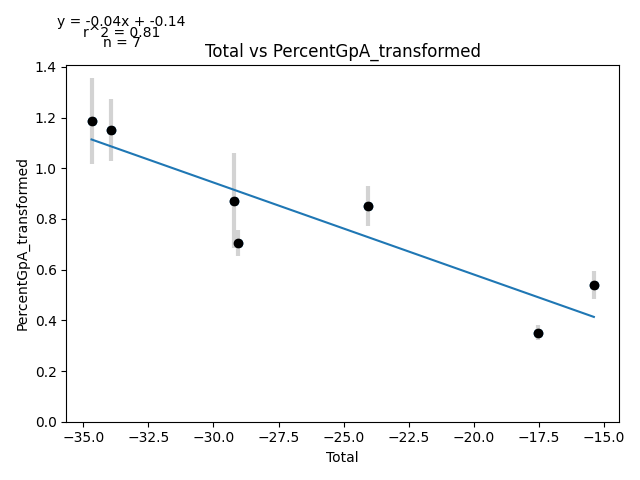 y = -0.04x + -0.14
r^2 = 0.81
n = 7
Total vs PercentGpA_transformed
1.4
1.2
1.0
0.8
0.6
0.4
0.2
0.0
PercentGpA_transformed
−35.0 −32.5 −30.0 −27.5 −25.0 −22.5 −20.0 −17.5 −15.0
Total